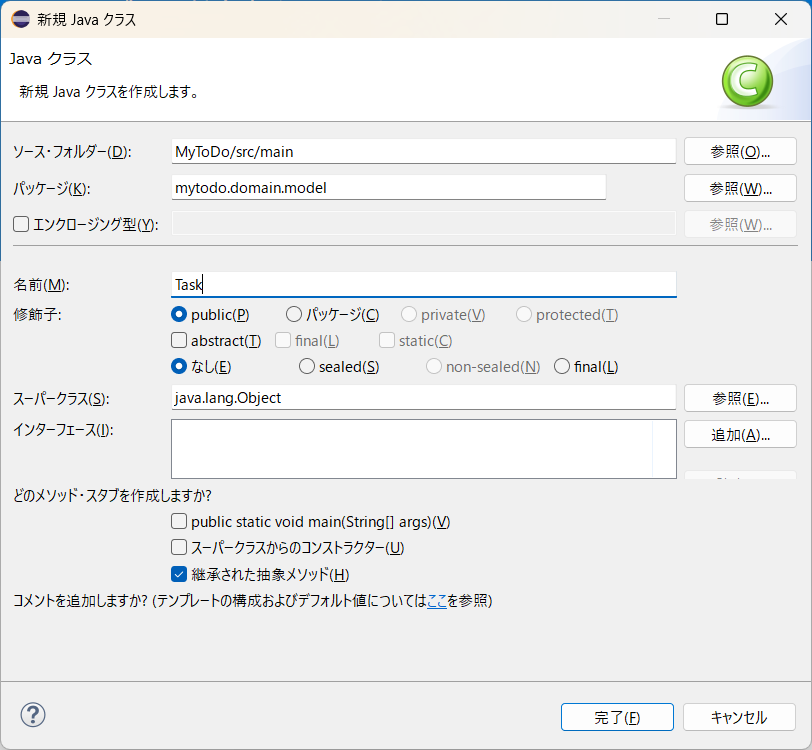 新規 Java クラス
Java クラス
新規 Java クラスを作成します。
C
ソース・フォルダー(D): MyToDo/src/main 参照(O)...
パッケージ(K): mytodo.domain.model 参照(W)...
エンクロージング型(Y): 参照(W)...
名前(M): Task
修飾子: public(P) パッケージ(C) private(V) protected(T)
abstract(T) final(L) static(C)
なし(E) sealed(S) non-sealed(N) final(L)
スーパークラス(S): java.lang.Object 参照(E)...
インターフェース(I): 追加(A)...
どのメソッド・スタブを作成しますか?
public static void main(String[] args)(V)
スーパークラスからのコンストラクター(U)
継承された抽象メソッド(H)
コメントを追加しますか? (テンプレートの構成およびデフォルト値についてはここを参照)
? 完了(F) キャンセル